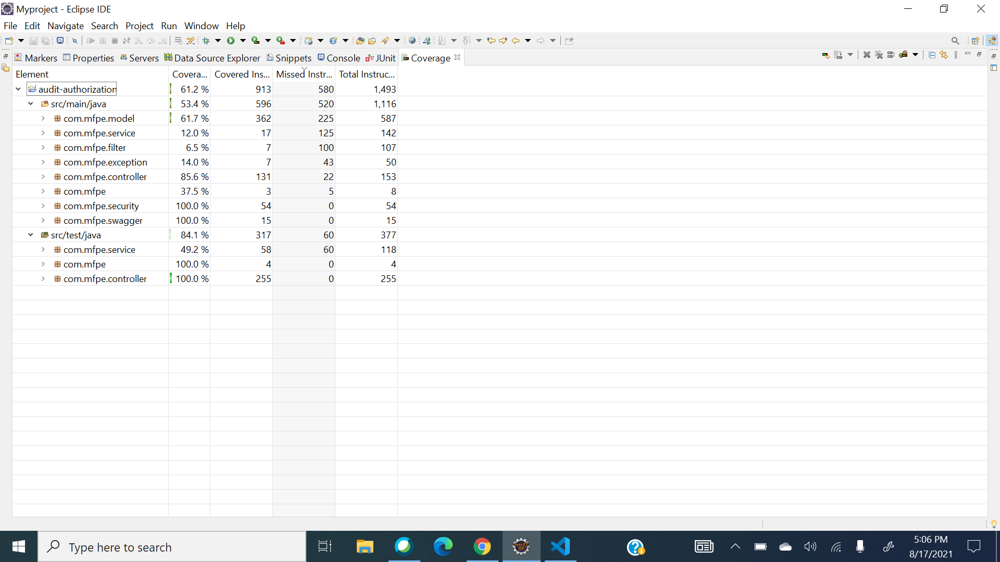 Myproject - Eclipse IDE
File Edit Navigate Search Project Run Window Help
Markers Properties Servers Data Source Explorer Snippets Console JUnit Coverage
Element Covera... Covered Ins... Missed Instr... Total Instruc...
audit-authorization 61.2 % 913 580 1,493
src/main/java 53.4 % 596 520 1,116
com.mfpe.model 61.7 % 362 225 587
com.mfpe.service 12.0 % 17 125 142
com.mfpe.filter 6.5 % 7 100 107
com.mfpe.exception 14.0 % 7 43 50
com.mfpe.controller 85.6 % 131 22 153
com.mfpe 37.5 % 3 5 8
com.mfpe.security 100.0 % 54 0 54
com.mfpe.swagger 100.0 % 15 0 15
src/test/java 84.1 % 317 60 377
com.mfpe.service 49.2 % 58 60 118
com.mfpe 100.0 % 4 0 4
com.mfpe.controller 100.0 % 255 0 255
Type here to search
5:06 PM
8/17/2021